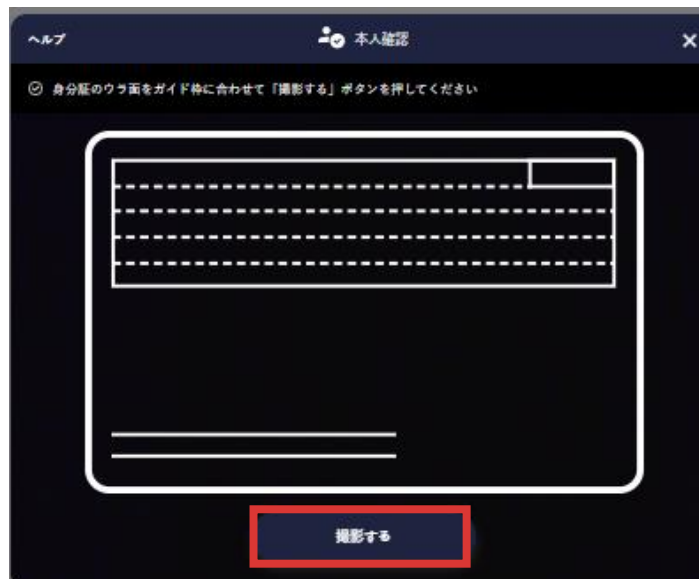 ヘルプ
本人確認
身分証のウラ面をガイド枠に合わせて「撮影する」ボタンを押してください
撮影する